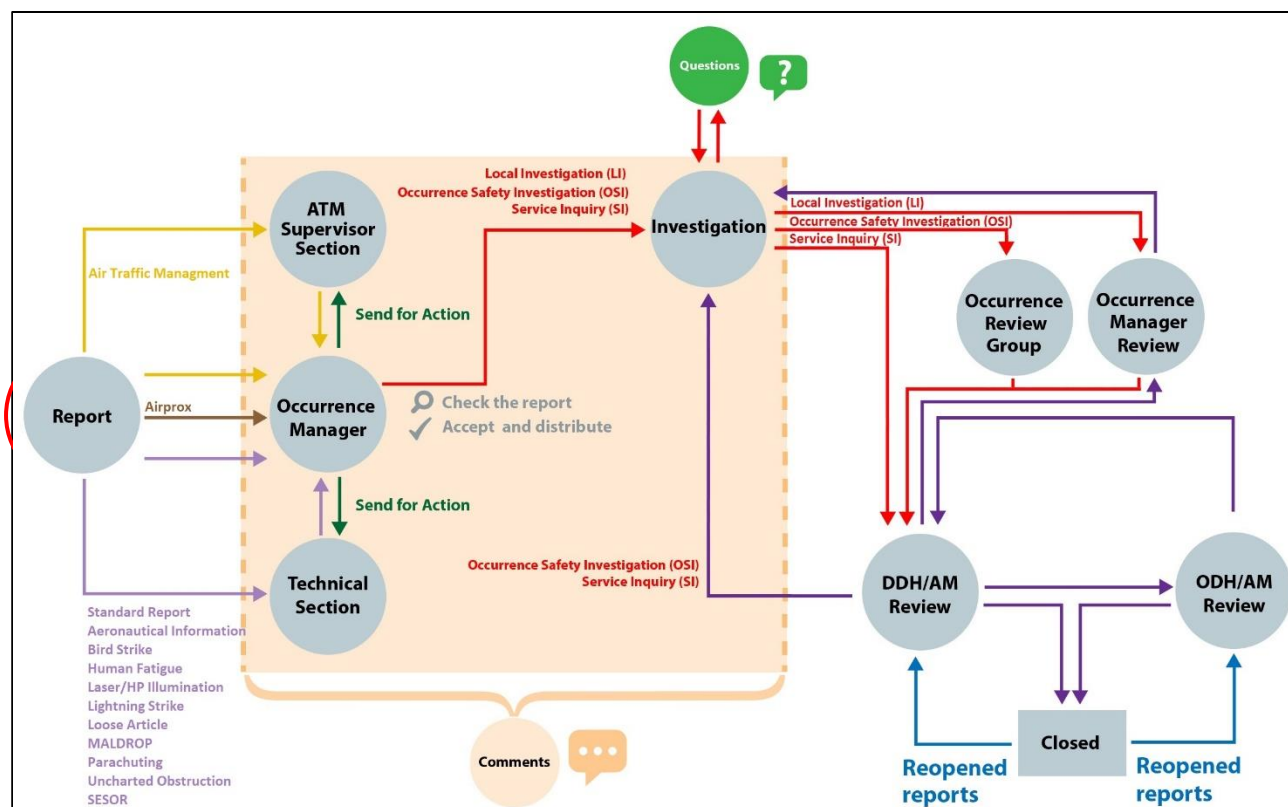 Questions
?
Local Investigation (LI)
Occurrence Safety Investigation (OSI)
Service Inquiry (SI)
ATM
Supervisor
Section
Investigation
Local Investigation (LI)
Occurrence Safety Investigation (OSI)
Service Inquiry (SI)
Air Traffic Managment
Send for Action
Occurrence
Review
Group
Occurrence
Manager
Review
Report
Airprox
Occurrence
Manager
Check the report
Accept and distribute
Send for Action
Technical
Section
Occurrence Safety Investigation (OSI)
Service Inquiry (SI)
DDH/AM
Review
ODH/AM
Review
Standard Report
Aeronautical Information
Bird Strike
Human Fatigue
Laser/HP Illumination
Lightning Strike
Loose Article
MALDROP
Parachuting
Uncharted Obstruction
SESOR
Comments
Closed
Reopened
reports
Reopened
reports